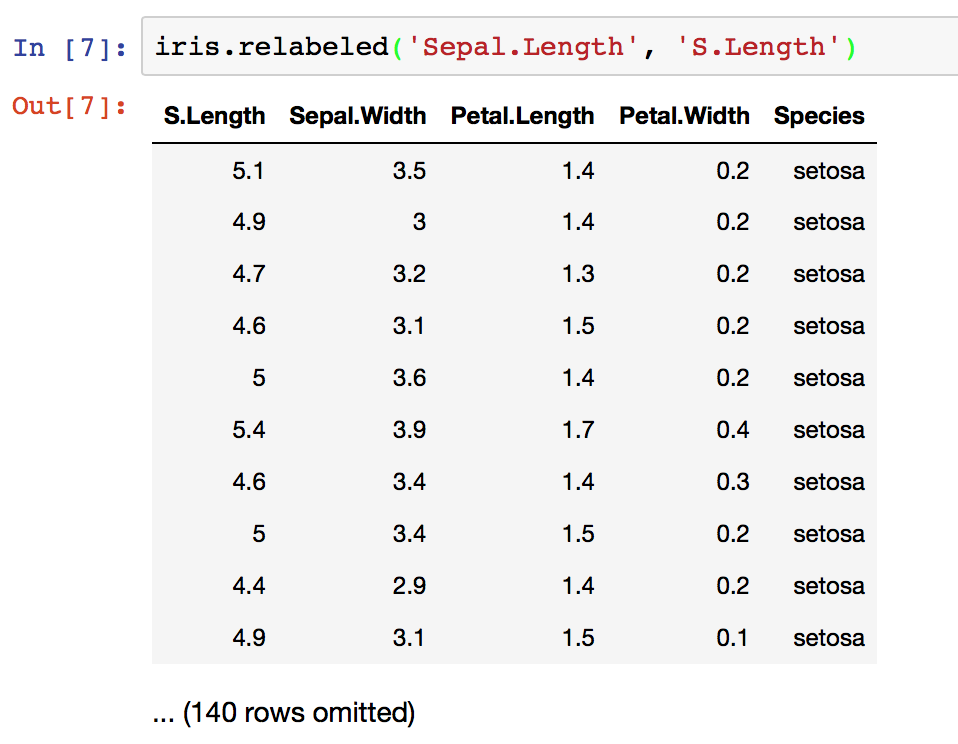 In [7]: iris.relabeled('Sepal.Length', 'S.Length')
Out[7]:
S.Length Sepal.Width Petal.Length Petal.Width Species
5.1 3.5 1.4 0.2 setosa
4.9 3 1.4 0.2 setosa
4.7 3.2 1.3 0.2 setosa
4.6 3.1 1.5 0.2 setosa
5 3.6 1.4 0.2 setosa
5.4 3.9 1.7 0.4 setosa
4.6 3.4 1.4 0.3 setosa
5 3.4 1.5 0.2 setosa
4.4 2.9 1.4 0.2 setosa
4.9 3.1 1.5 0.1 setosa
... (140 rows omitted)